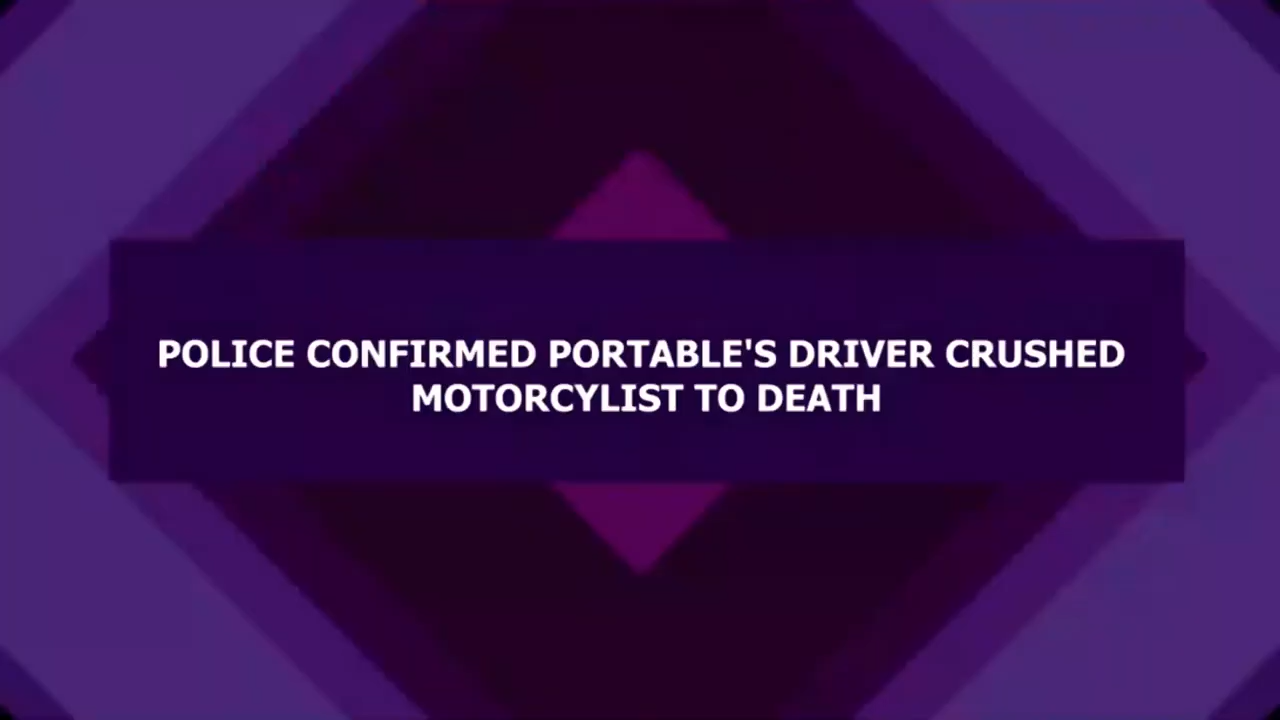 POLICE CONFIRMED PORTABLE'S DRIVER CRUSHED
MOTORCYLIST TO DEATH